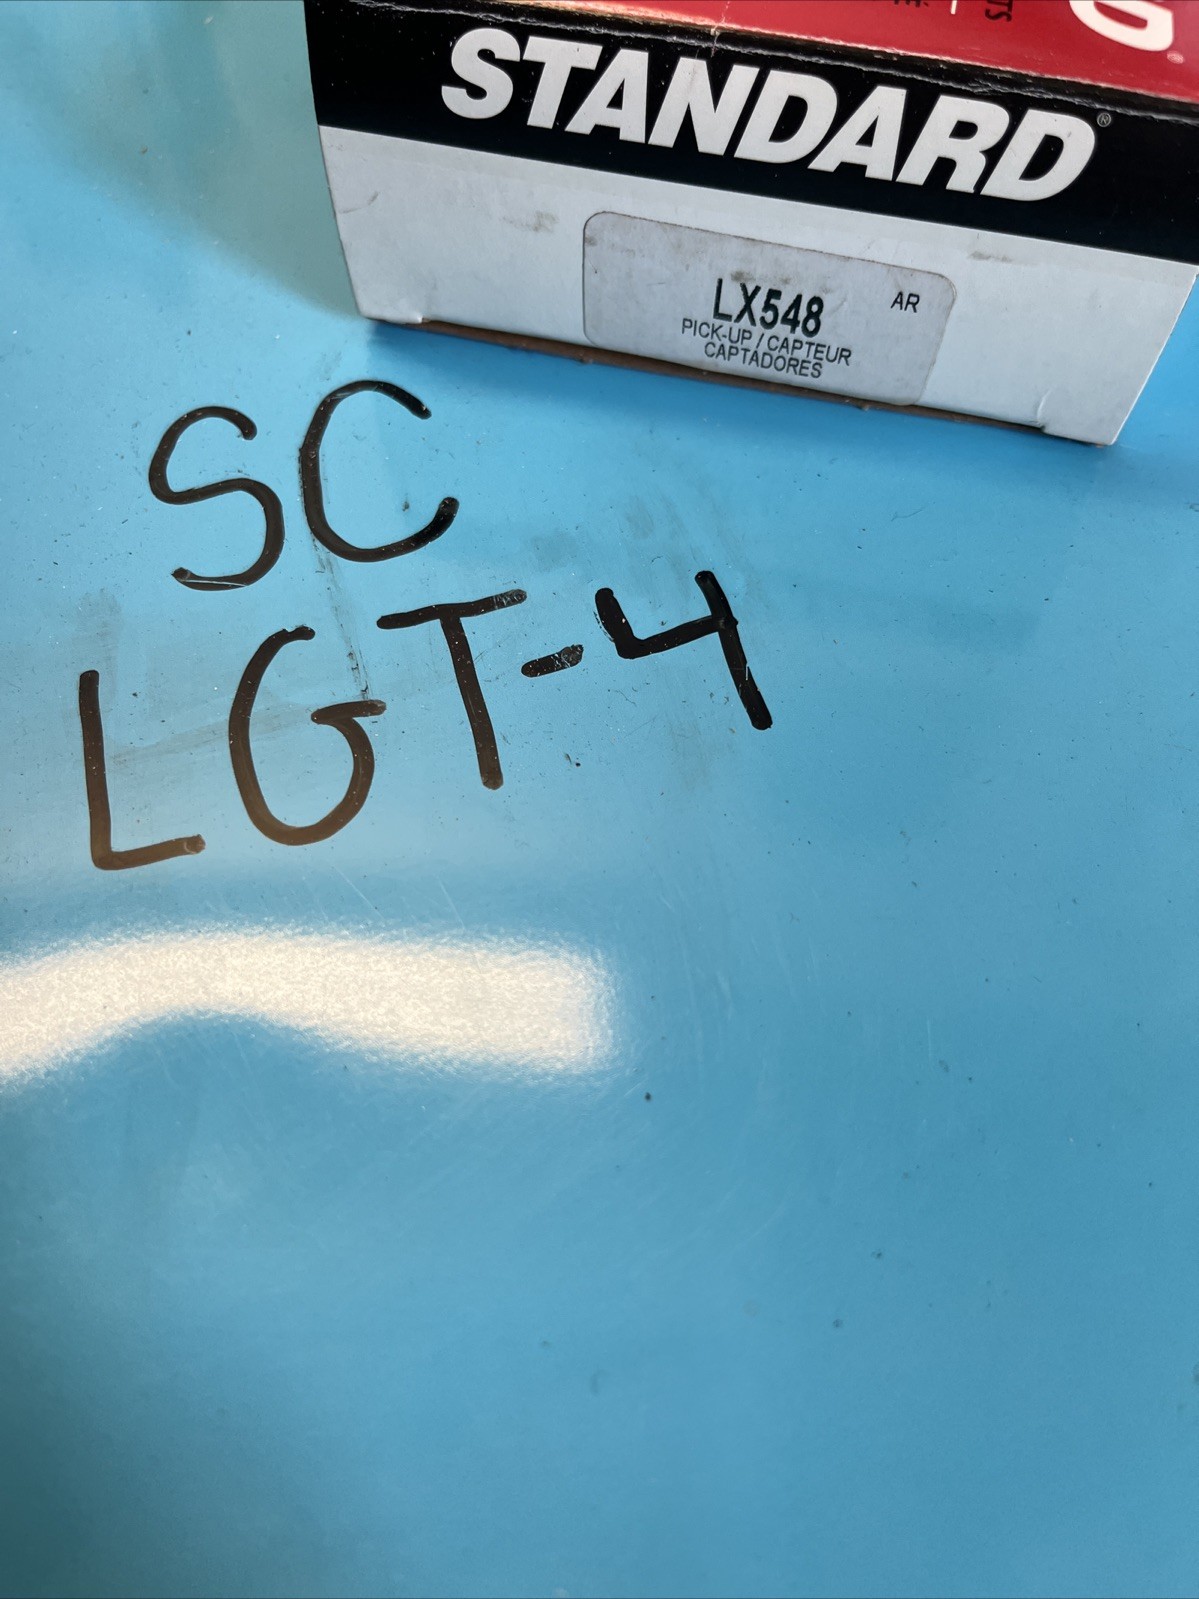 STANDARD®
LX548 AR
PICK-UP / CAPTEUR
CAPTADORES
SC
LGT-4